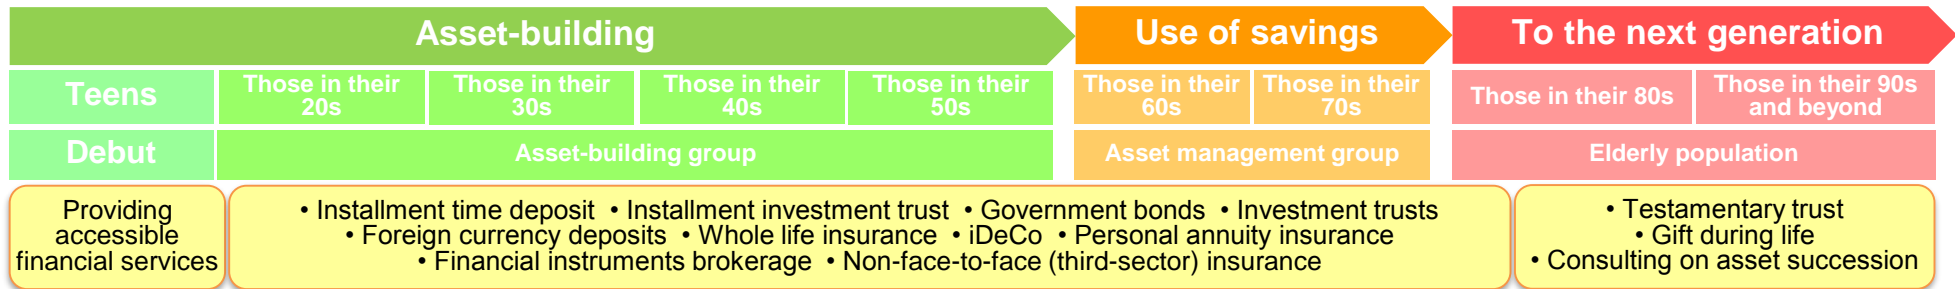 Asset-building
Use of savings
To the next generation
Teens
Those in their
20s
Those in their
30s
Those in their
40s
Those in their
50s
Those in their
60s
Those in their
70s
Those in their 80s
Those in their 90s
and beyond
Debut
Asset-building group
Asset management group
Elderly population
Providing
accessible
financial services
• Installment time deposit • Installment investment trust • Government bonds • Investment trusts
• Foreign currency deposits • Whole life insurance • iDeCo • Personal annuity insurance
• Financial instruments brokerage • Non-face-to-face (third-sector) insurance
• Testamentary trust
• Gift during life
• Consulting on asset succession